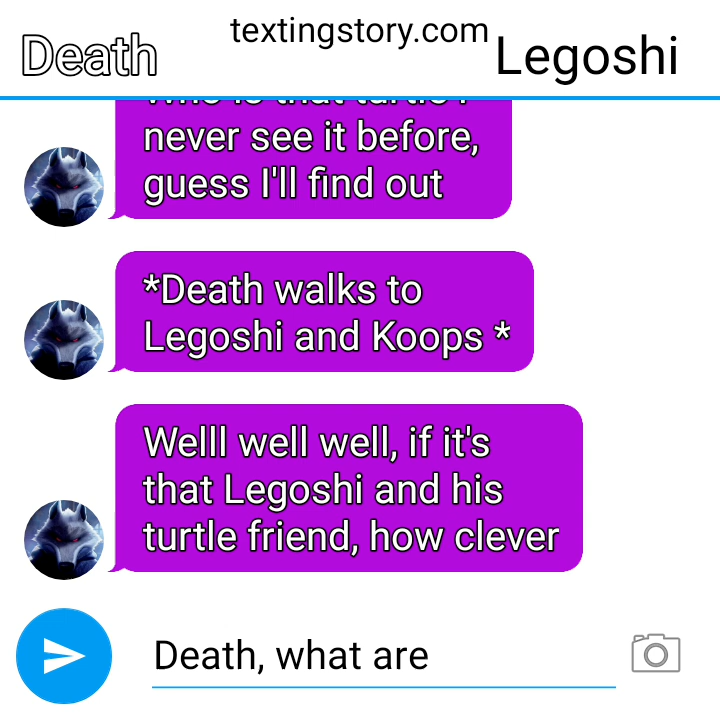 textingstory.com
Death
Legoshi
never see it before,
guess I'll find out
*Death walks to
Legoshi and Koops *
Welll well well, if it's
that Legoshi and his
turtle friend, how clever
Death, what are